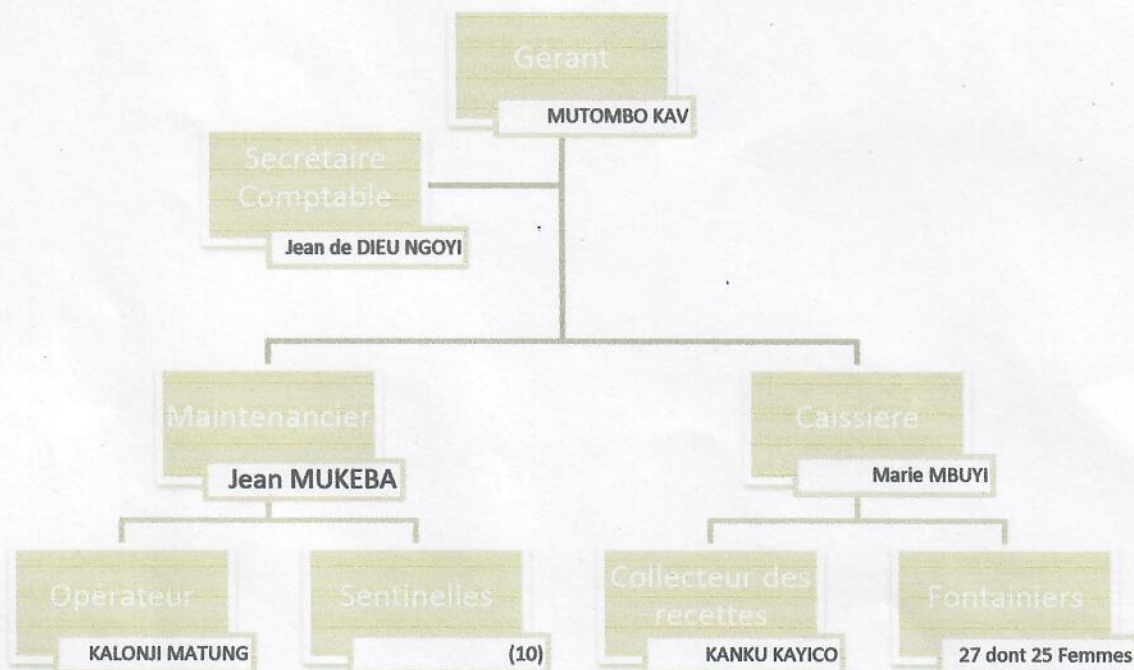 Gérant
MUTOMBO KAV
Secrétaire
Comptable
Jean de DIEU NGOYI
Maintenancier
Jean MUKEBA
Caissière
Marie MBUYI
Opérateur
KALONJI MATUNG
Sentinelles
(10)
Collecteur des
recettes
KANKU KAYICO
Fontainiers
27 dont 25 Femmes